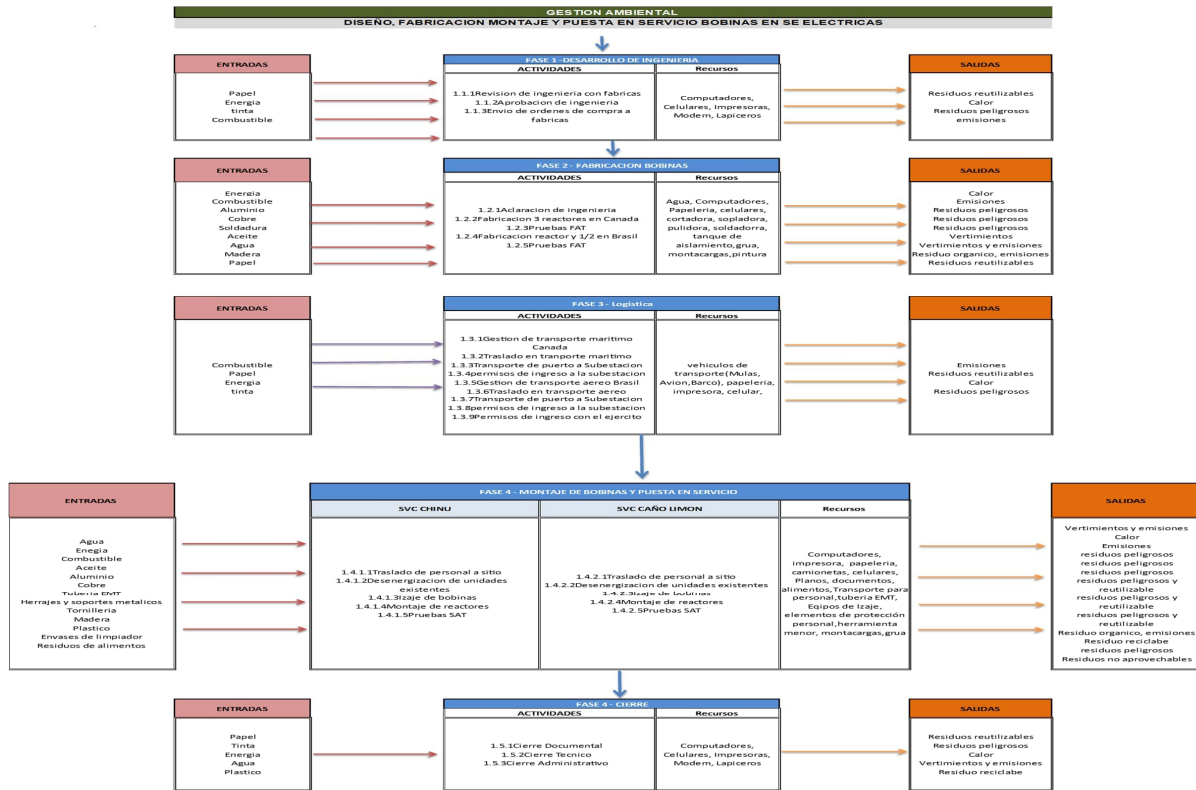 GESTION AMBIENTAL
DISEÑO, FABRICACION MONTAJE Y PUESTA EN SERVICIO BOBINAS EN SE ELECTRICAS
ENTRADAS
Papel
Energia
tinta
Combustible
FASE 1 -DESARROLLO DE INGENIERIA
ACTIVIDADES
1.1.1Revision de ingenieria con fabricas
1.1.2Aprobacion de ingenieria
1.1.3Envio de ordenes de compra a
fabricas
Recursos
Computadores,
Celulares, Impresoras,
Modem, Lapiceros
SALIDAS
Residuos reutilizables
Calor
Residuos peligrosos
emisiones
ENTRADAS
Energia
Combustible
Aluminio
Cobre
Soldadura
Aceite
Agua
Madera
Papel
FASE 2 - FABRICACION BOBINAS
ACTIVIDADES
1.2.1Aclaracion de ingenieria
1.2.2Fabricacion 3 reactores en Canada
1.2.3Pruebas FAT
1.2.4Fabricacion reactor y 1/2 en Brasil
1.2.5Pruebas FAT
Recursos
Agua, Computadores,
Papeleria, celulares,
cortadora, sopladora,
pulidora, soldadorra,
tanque de
aislamiento,grua,
montacargas,pintura
SALIDAS
Calor
Emisiones
Residuos peligrosos
Residuos peligrosos
Residuos peligrosos
Vertimientos
Vertimientos y emisiones
Residuo organico, emisiones
Residuos reutilizables
ENTRADAS
Combustible
Papel
Energia
tinta
FASE 3 - Logistica
ACTIVIDADES
1.3.1Gestion de transporte maritimo
Canada
1.3.2Traslado en tranporte maritimo
1.3.3Transporte de puerto a Subestacion
1.3.4permisos de ingreso a la subestacion
1.3.5Gestion de transporte aereo Brasil
1.3.6Traslado en transporte aereo
1.3.7Transporte de puerto a Subestacion
1.3.8permisos de ingreso a la subestacion
1.3.9Permisos de ingreso con el ejercito
Recursos
vehiculos de
transporte(Mulas,
Avion,Barco), papeleria,
impresora, celular,
SALIDAS
Emisiones
Residuos reutilizables
Calor
Residuos peligrosos
ENTRADAS
Agua
Enegia
Combustible
Aceite
Aluminio
Cobre
Tuberia EMT
Herrajes y soportes metalicos
Tornilleria
Madera
Plastico
Envases de limpiador
Residuos de alimentos
FASE 4 - MONTAJE DE BOBINAS Y PUESTA EN SERVICIO
SVC CHINU
1.4.1.1Traslado de personal a sitio
1.4.1.2Desenergizacion de unidades
existentes
1.4.1.3Izaje de bobinas
1.4.1.4Montaje de reactores
1.4.1.5Pruebas SAT
SVC CAÑO LIMON
1.4.2.1Traslado de personal a sitio
1.4.2.2Desenergizacion de unidades existentes
1.4.2.3Izaje de bobinas
1.4.2.4Montaje de reactores
1.4.2.5Pruebas SAT
Recursos
Computadores,
impresora, papeleria,
camionetas, celulares,
Planos, documentos,
alimentos,Transporte para
personal,tuberia EMT,
Eqipos de Izaje,
elementos de protección
personal,herramienta
menor, montacargas,grua
SALIDAS
Vertimientos y emisiones
Calor
Emisiones
residuos peligrosos
residuos peligrosos
residuos peligrosos
residuos peligrosos y
reutilizable
residuos peligrosos y
reutilizable
residuos peligrosos y
reutilizable
Residuo organico, emisiones
Residuo reciclabe
residuos peligrosos
Residuos no aprovechables
ENTRADAS
Papel
Tinta
Energia
Agua
Plastico
FASE 4 - CIERRE
ACTIVIDADES
1.5.1Cierre Documental
1.5.2Cierre Tecnico
1.5.3Cierre Administrativo
Recursos
Computadores,
Celulares, Impresoras,
Modem, Lapiceros
SALIDAS
Residuos reutilizables
Residuos peligrosos
Calor
Vertimientos y emisiones
Residuo reciclabe